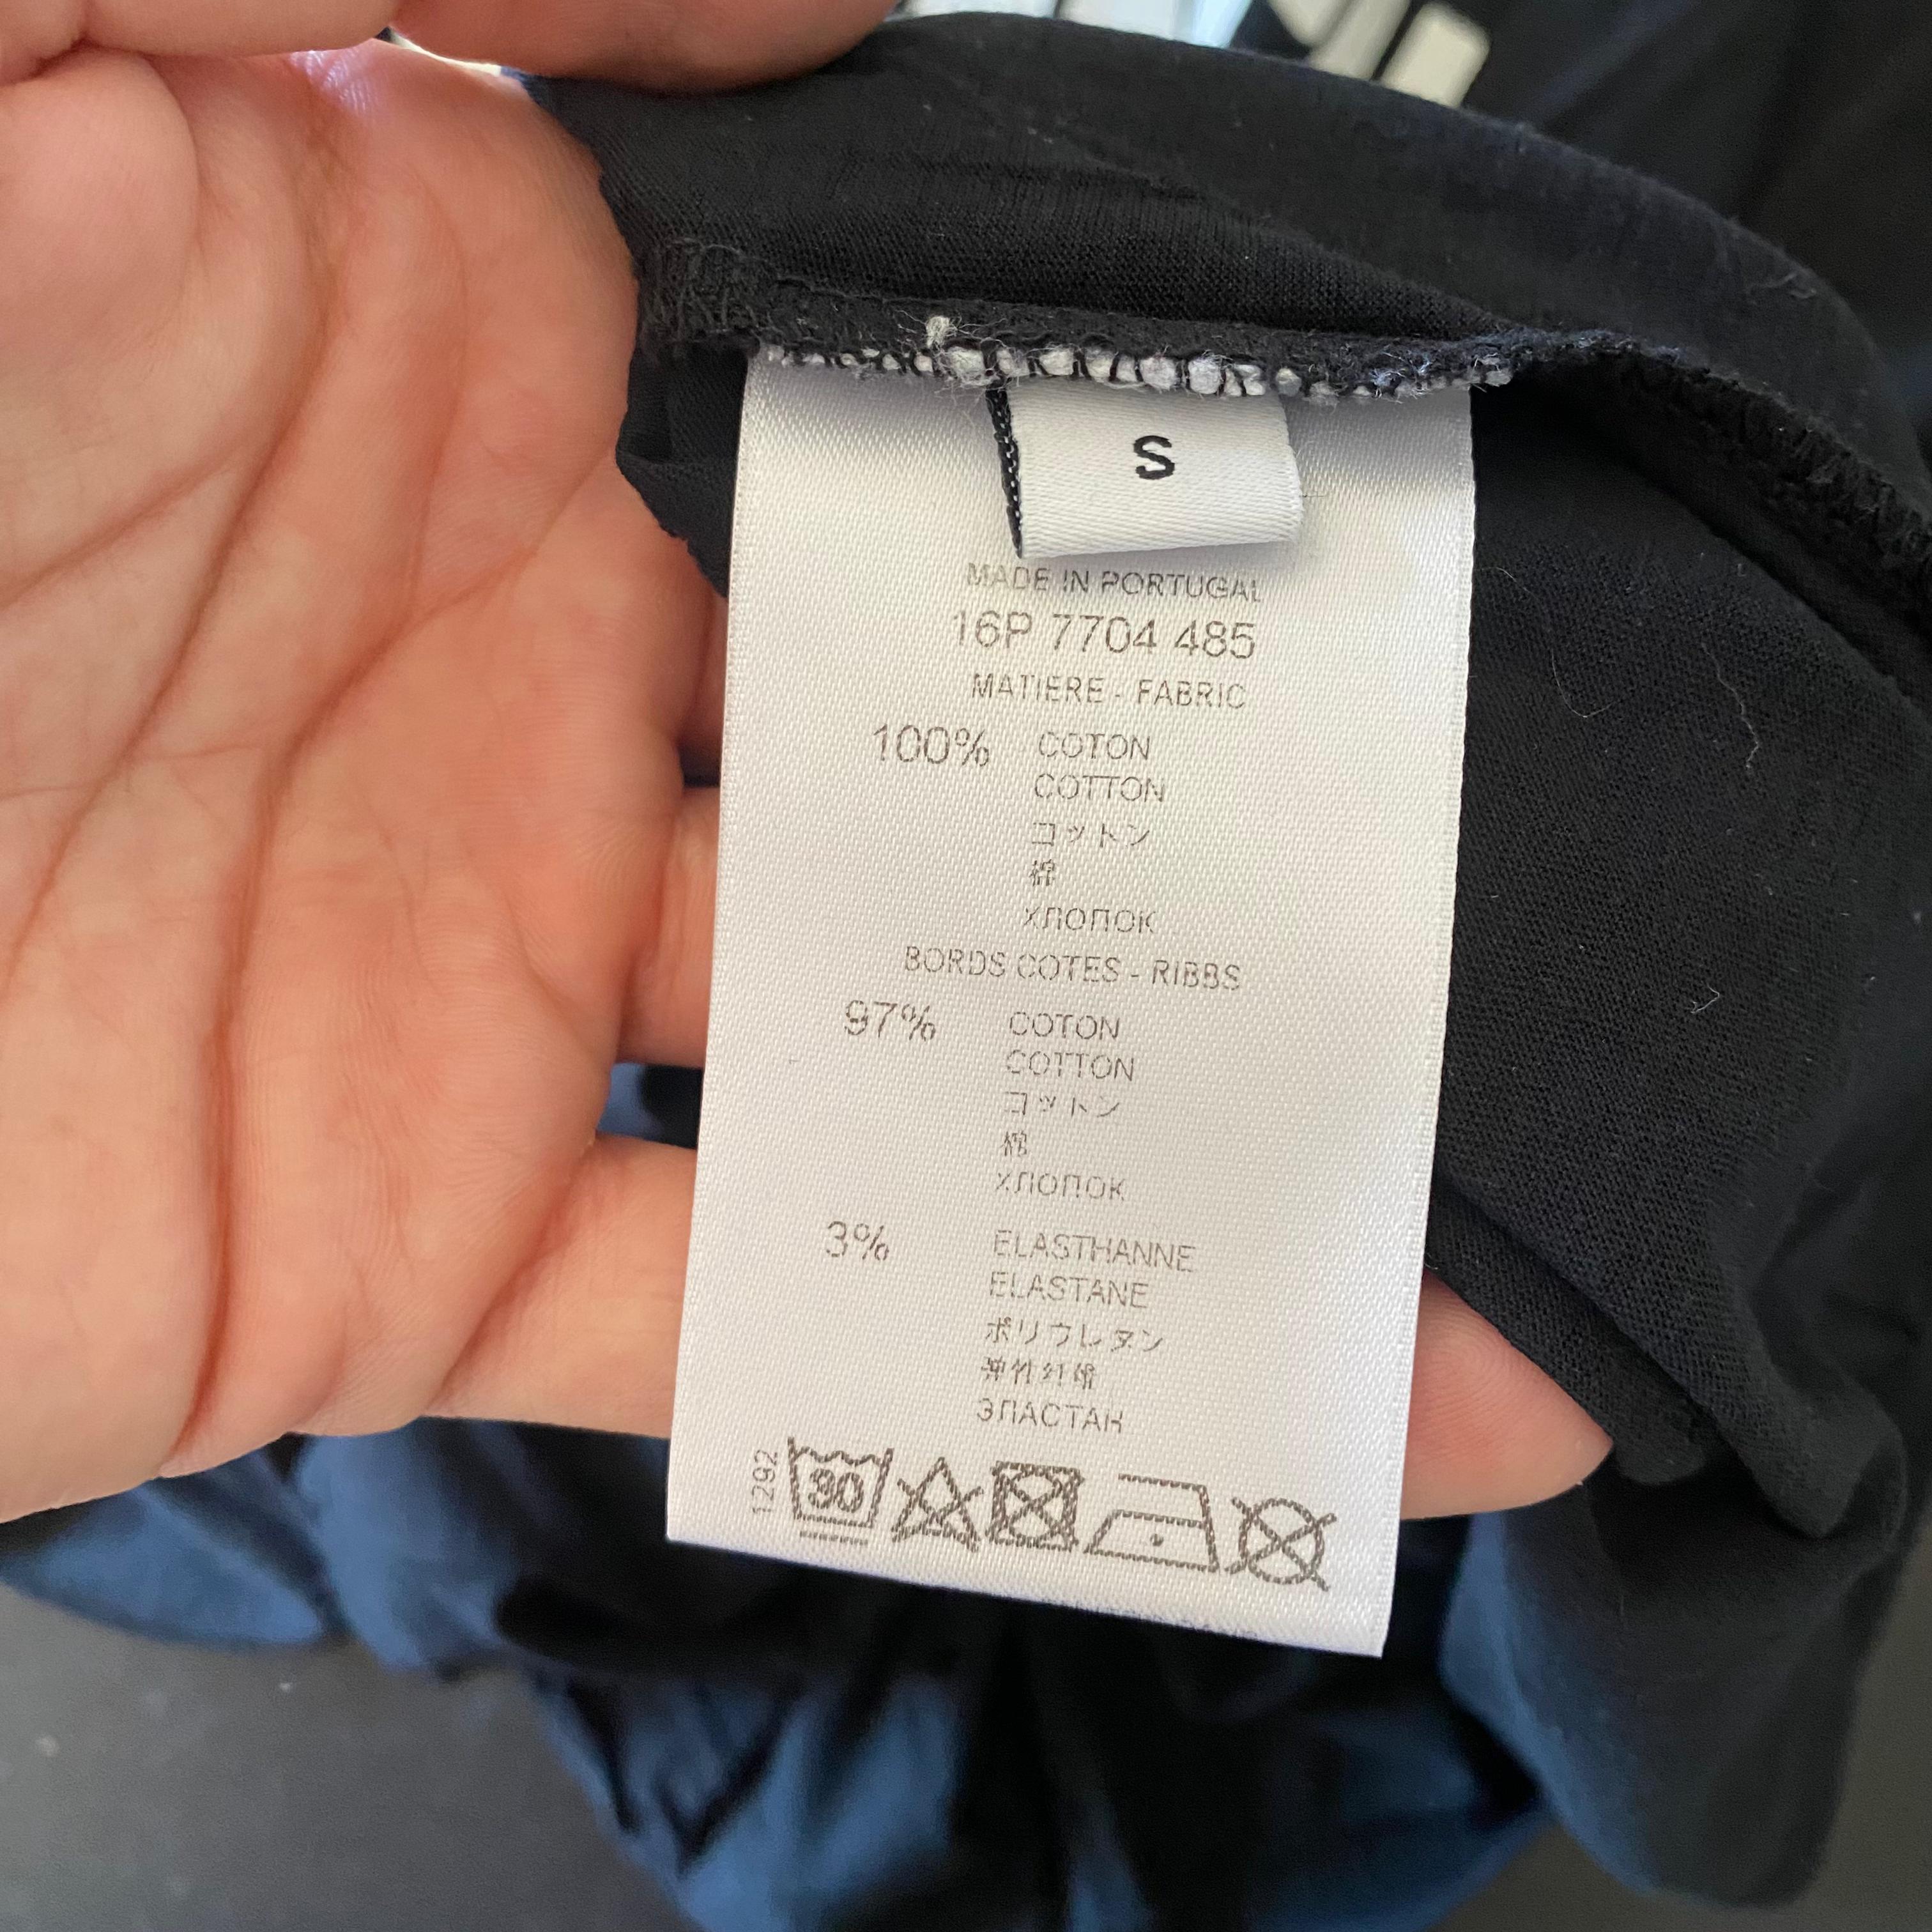 S
MADE IN PORTUGAL
16P 7704 485
MATIERE - FABRIC
100% COTON
COTTON
コットン
棉
ХЛОПОК
BORDS COTES - RIBBS
97% COTON
COTTON
コットン
棉
ХЛОПОК
3% ELASTHANNE
ELASTANE
ポリウレタン
弹性纤维
ЭЛАСТАН
1292
30